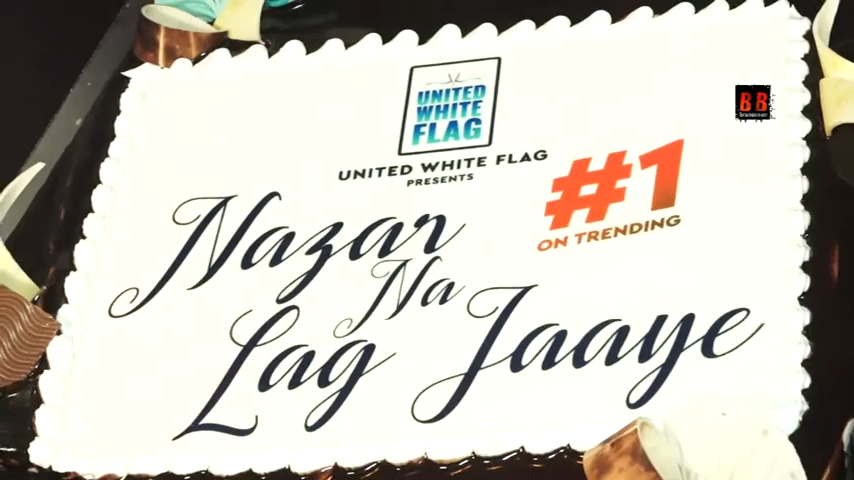 UNITED
WHITE
FLAG
UNITED WHITE FLAG
PRESENTS
#1
ON TRENDING
Nazar
Na
Lag Jaaye
BB